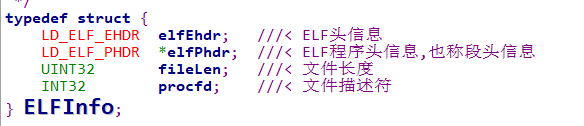 */
typedef struct {
LD_ELF_EHDR elfEhdr; ///< ELF头信息
LD_ELF_PHDR *elfPhdr; ///< ELF程序头信息,也称段头信息
UINT32 fileLen; ///< 文件长度
INT32 procfd; ///< 文件描述符
} ELFInfo;